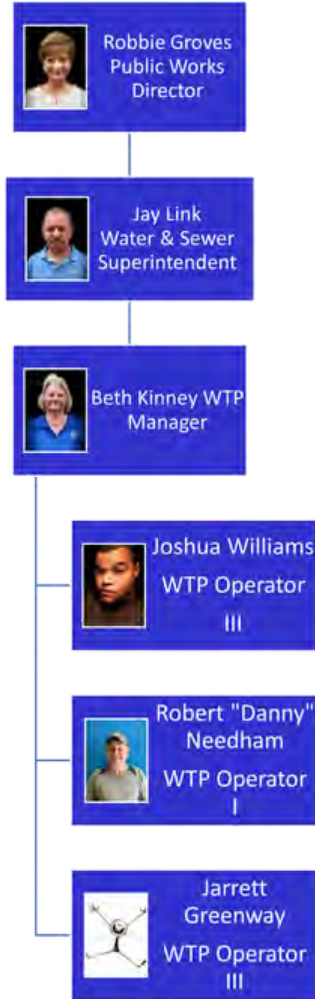 Robbie Groves
Public Works
Director
Jay Link
Water & Sewer
Superintendent
Beth Kinney WTP
Manager
Joshua Williams
WTP Operator
III
Robert "Danny"
Needham
WTP Operator
I
Jarrett
Greenway
WTP Operator
III